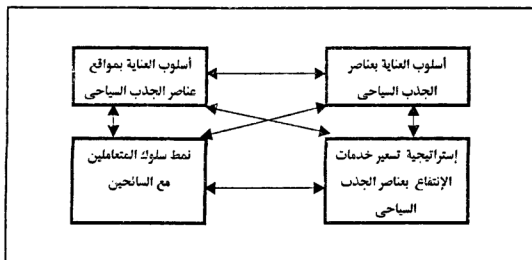 أسلوب العناية بعناصر
الجذب السياحى
أسلوب العناية بمواقع
عناصر الجذب السياحى
إستراتيجية تسعير خدمات
الإنتفاع بعناصر الجذب
السياحى
نمط سلوك المتعاملين
مع السائحين